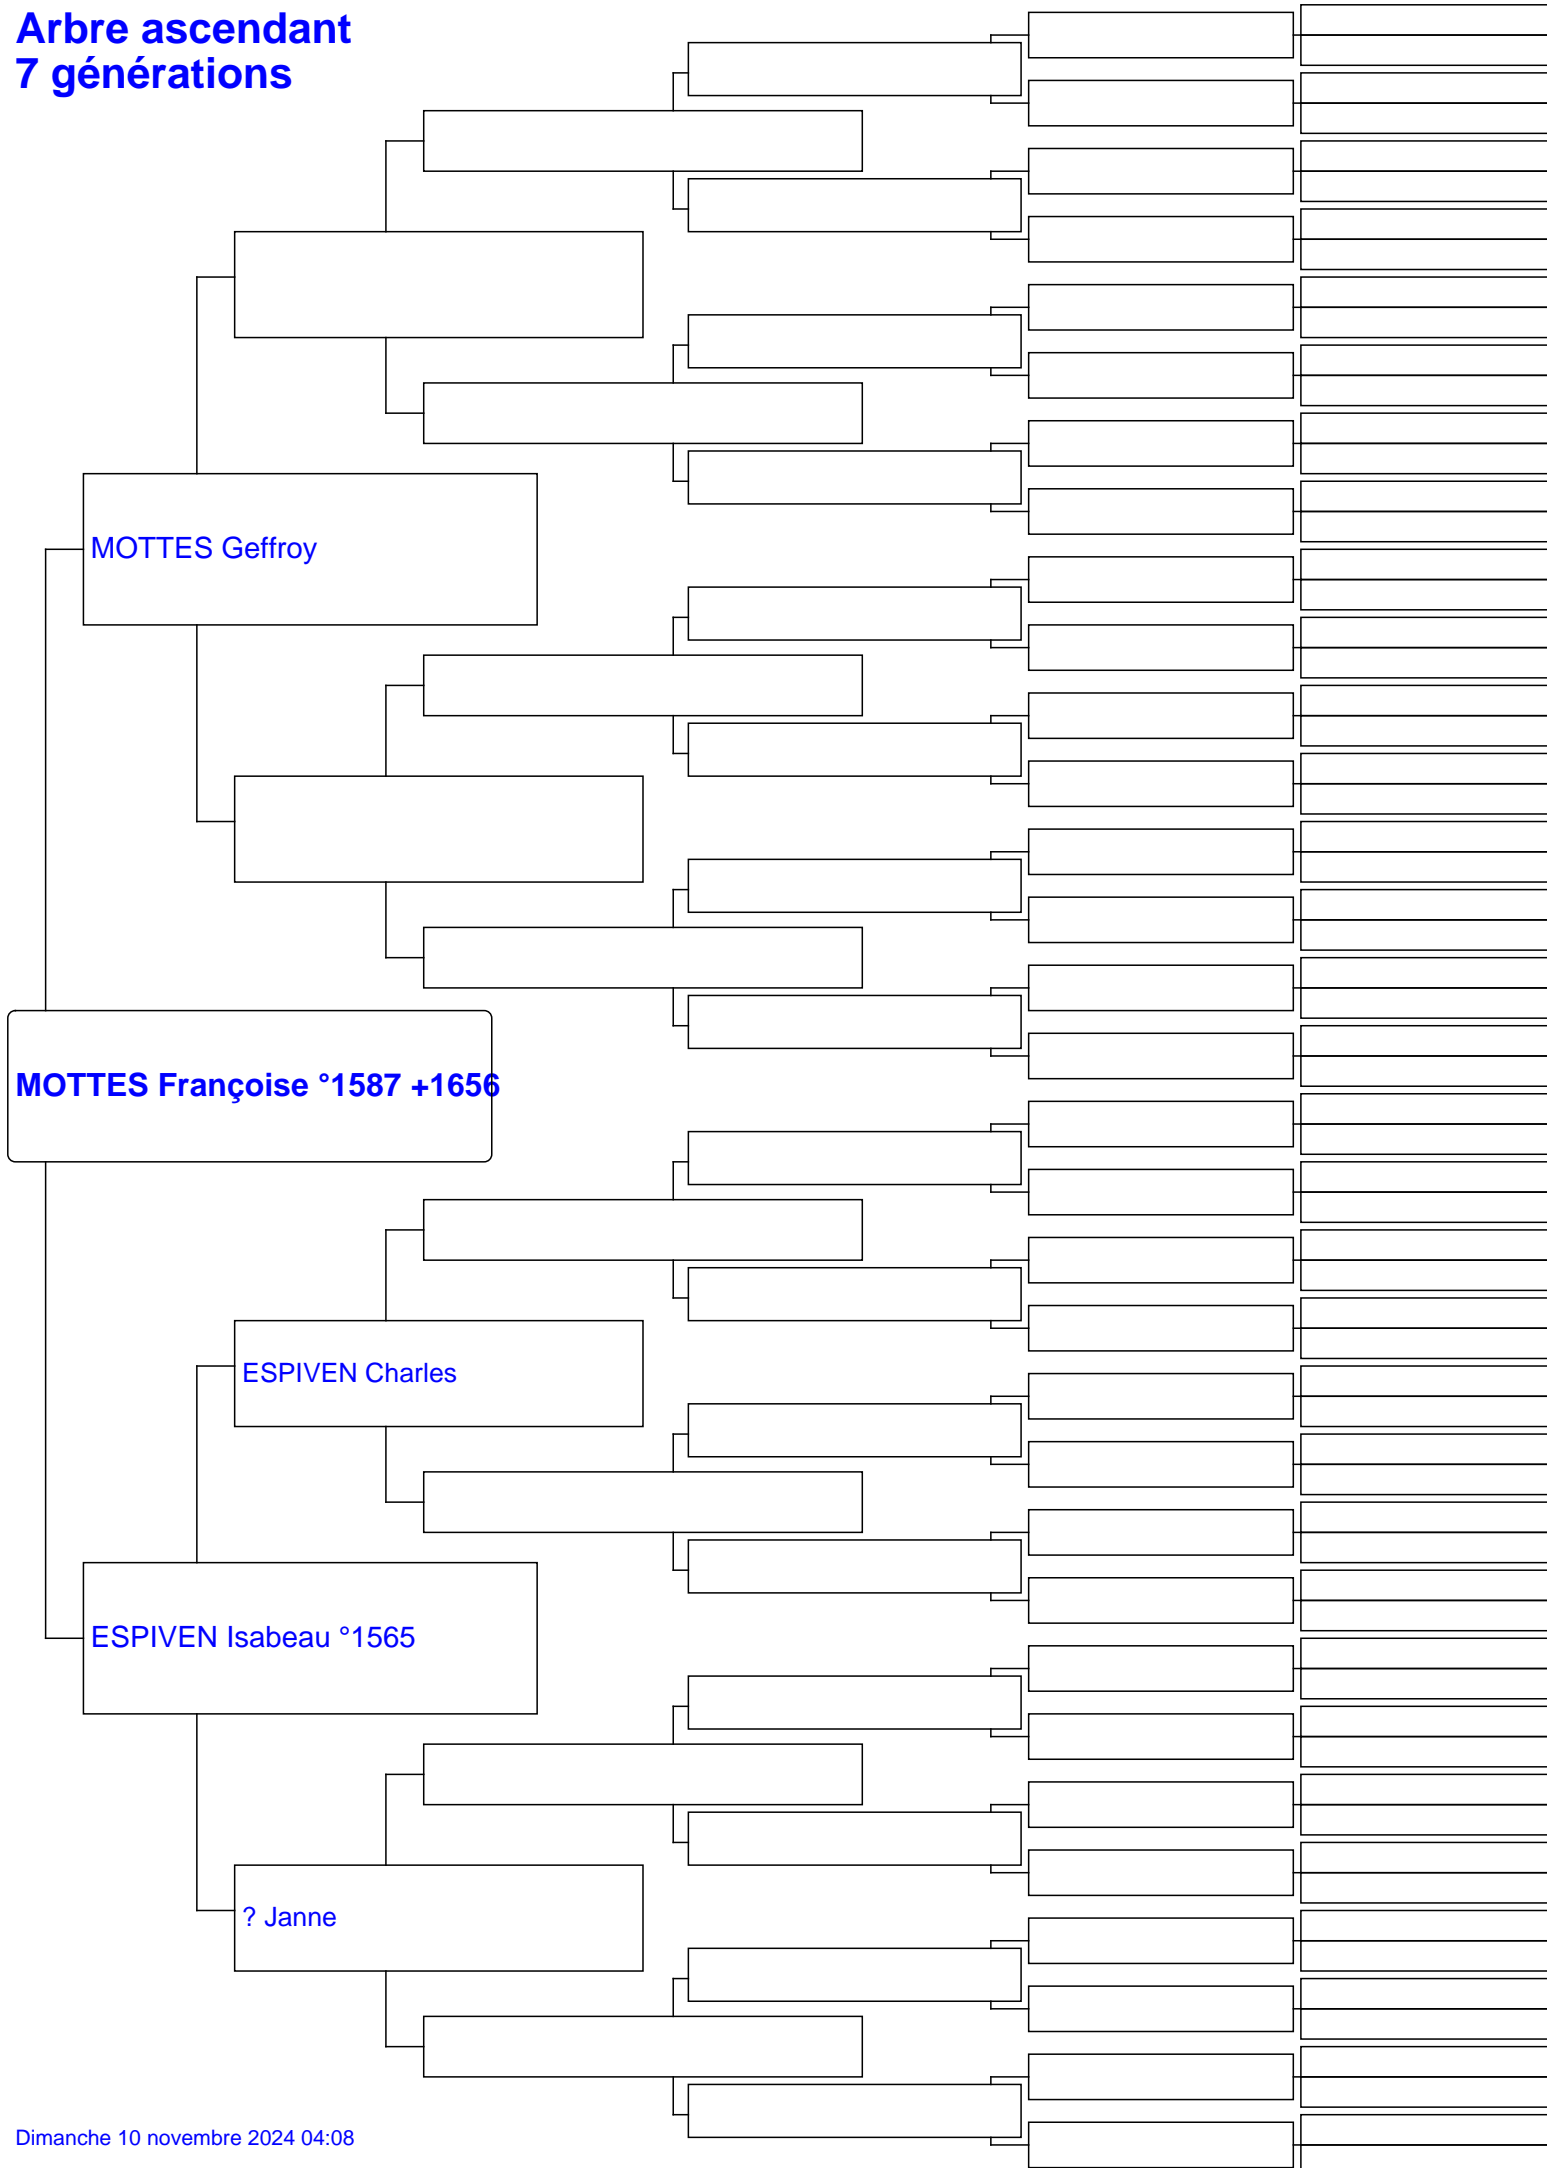 Arbre ascendant
7 générations
MOTTES Geffroy
MOTTES Françoise °1587 +1656
ESPIVEN Charles
ESPIVEN Isabeau °1565
? Janne
Dimanche 10 novembre 2024 04:08